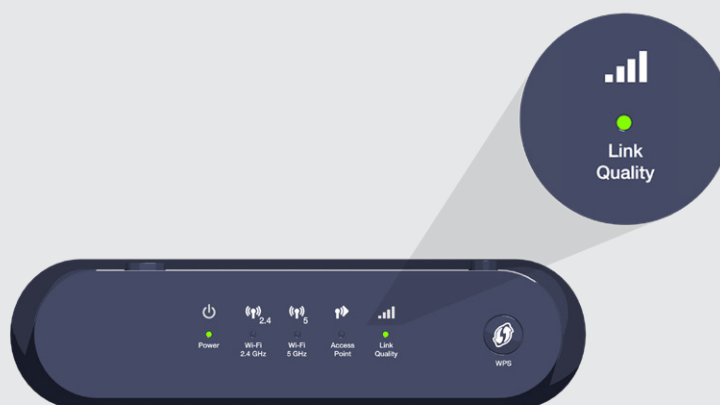 Link
Quality
2.4
5
Power
Wi-Fi
2.4 GHz
Wi-Fi
5 GHz
Access
Point
Link
Quality
WPS